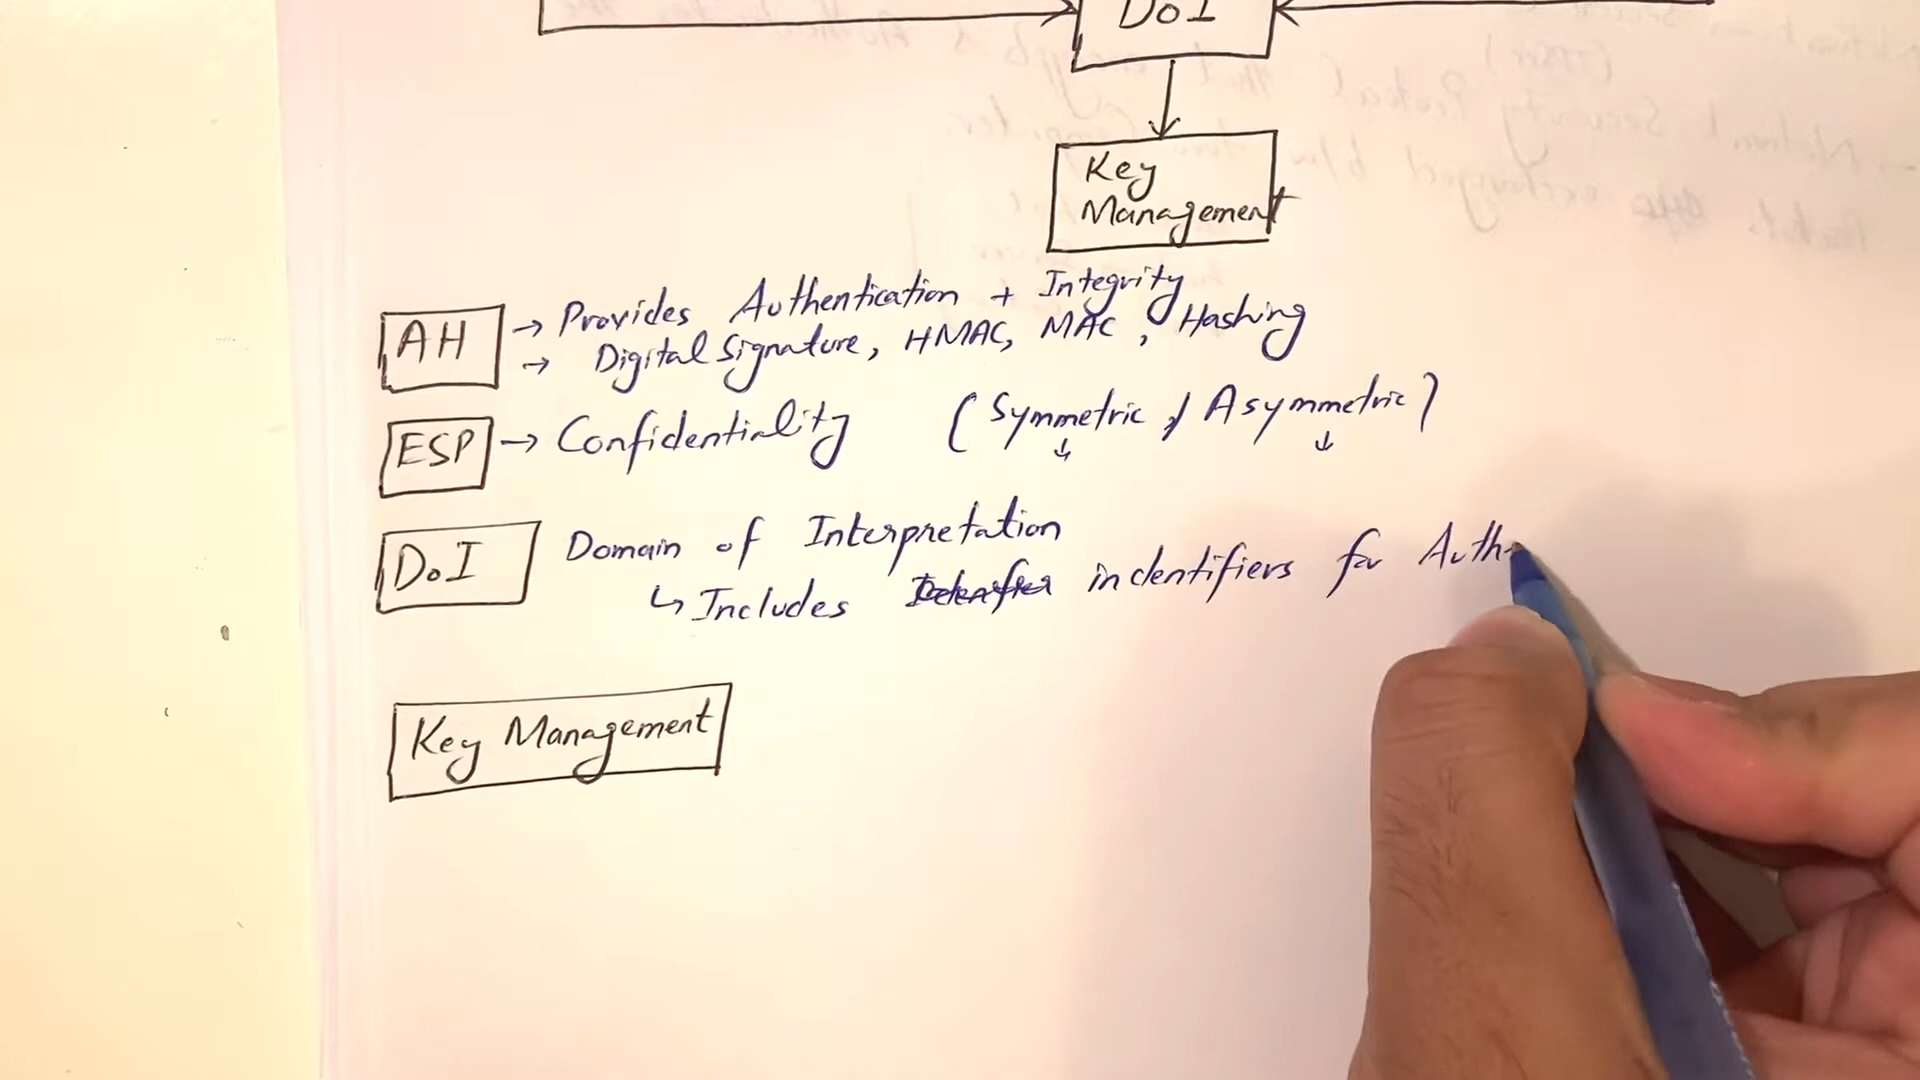 DoI
Key
Management
AH → Provides Authentication + Integrity
→ Digital Signature, HMAC, MAC, Hashing
ESP → Confidentiality ( Symmetric / Asymmetric )
DoI Domain of Interpretation
↳ Includes indentifiers for Authe
Key Management